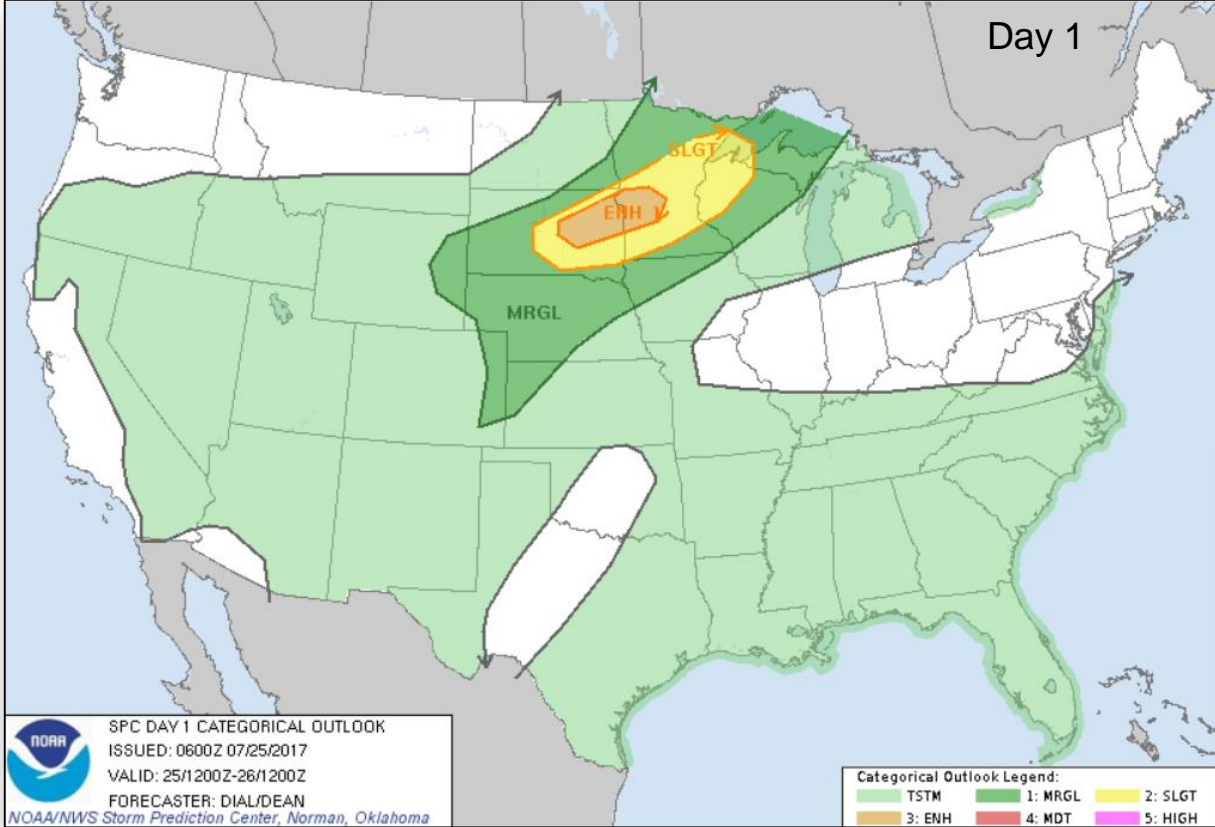 Day 1
SLGT
ENH
MRGL
NOAA
SPC DAY 1 CATEGORICAL OUTLOOK
ISSUED: 0600Z 07/25/2017
VALID: 25/1200Z-26/1200Z
FORECASTER: DIAL/DEAN
NOAA/NWS Storm Prediction Center, Norman, Oklahoma
Categorical Outlook Legend:
TSTM 1: MRGL 2: SLGT
3: ENH 4: MDT 5: HIGH